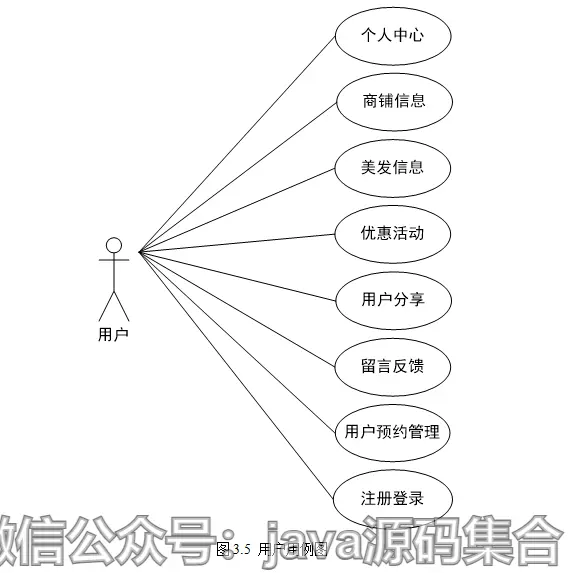 个人中心
商铺信息
美发信息
优惠活动
用户分享
留言反馈
用户预约管理
注册登录
用户
微信公众号：java源码集合
图3.5 用户用例图